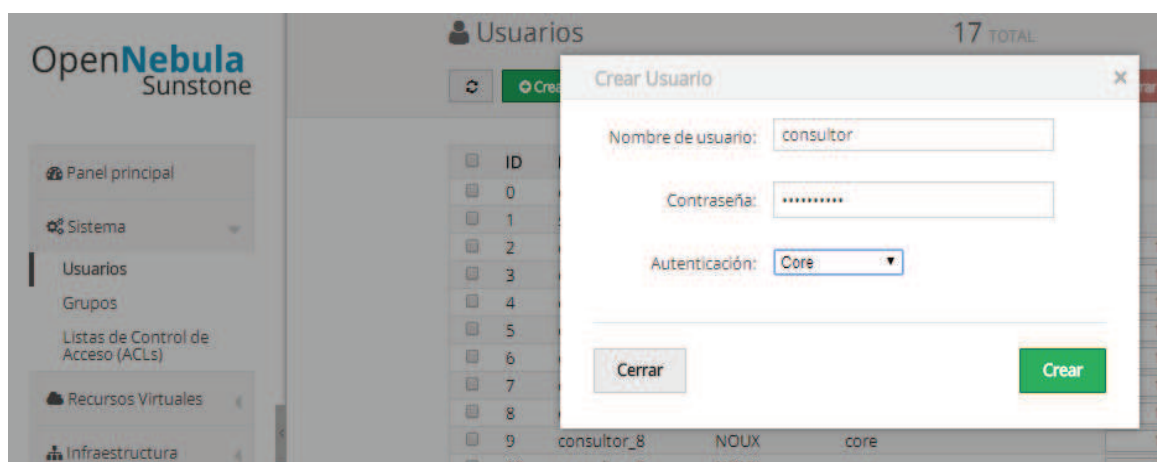 OpenNebula
Sunstone
Panel principal
Sistema
Usuarios
Grupos
Listas de Control de
Acceso (ACLs)
Recursos Virtuales
Infraestructura
Usuarios
17 TOTAL
ID
0
1
2
3
4
5
6
7
8
9 consultor_8 NOUX core
Crear Usuario
×
Nombre de usuario: consultor
Contraseña: ••••••••••
Autenticación: Core
Cerrar
Crear